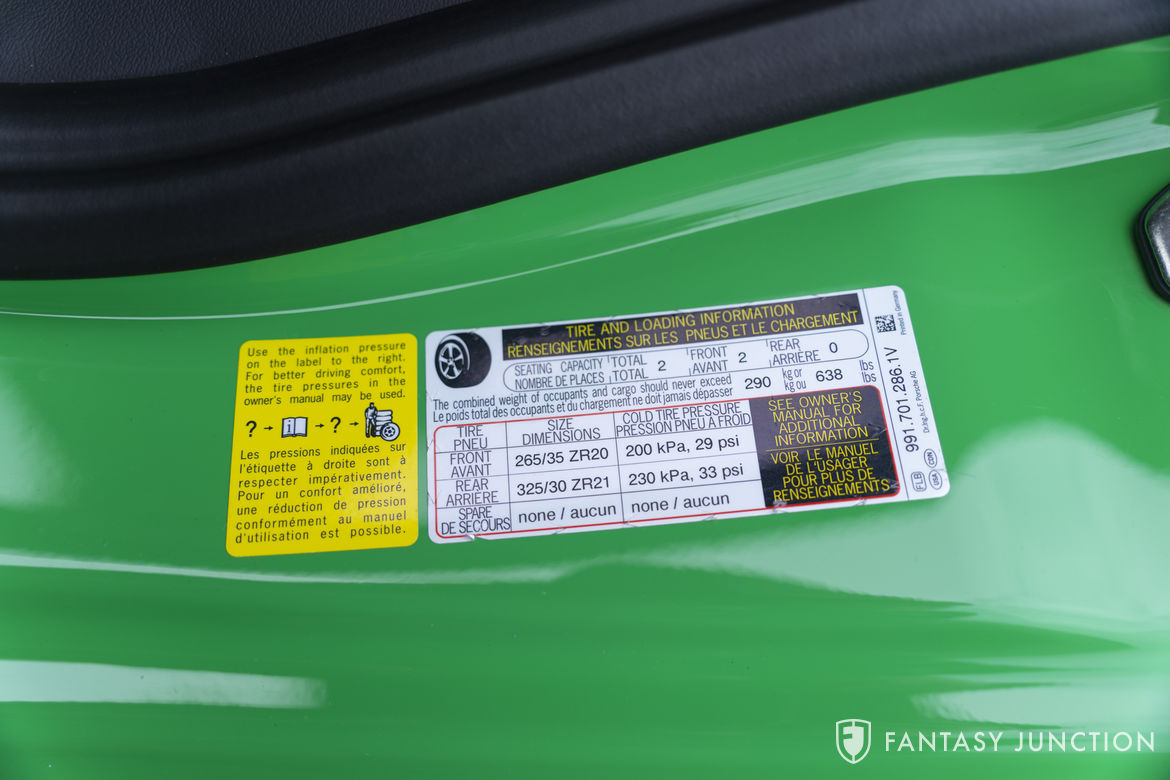 Use the inflation pressure
on the label to the right.
For better driving comfort,
the tire pressures in the
owner's manual may be used.
? → → ? →
Les pressions indiquées sur
l'étiquette à droite sont à
respecter impérativement.
Pour un confort amélioré,
une réduction de pression
conformément au manuel
d'utilisation est possible.
TIRE AND LOADING INFORMATION
RENSEIGNEMENTS SUR LES PNEUS ET LE CHARGEMENT
SEATING CAPACITY TOTAL 2 FRONT 2 REAR 0
NOMBRE DE PLACES TOTAL AVANT ARRIÈRE
The combined weight of occupants and cargo should never exceed 290 kg or 638 lbs
Le poids total des occupants et du chargement ne doit jamais dépasser kg ou lbs
TIRE SIZE COLD TIRE PRESSURE
PNEU DIMENSIONS PRESSION PNEU A FROID
FRONT 265/35 ZR20 200 kPa, 29 psi
AVANT
REAR 325/30 ZR21 230 kPa, 33 psi
ARRIÈRE
SPARE none / aucun none / aucun
DE SECOURS
SEE OWNER'S
MANUAL FOR
ADDITIONAL
INFORMATION
VOIR LE MANUEL
DE L'USAGER
POUR PLUS DE
RENSEIGNEMENTS
991.701.286.1V
Dr.Ing.h.c.F. Porsche AG
Printed in Germany
FLB USA CDN
FANTASY JUNCTION